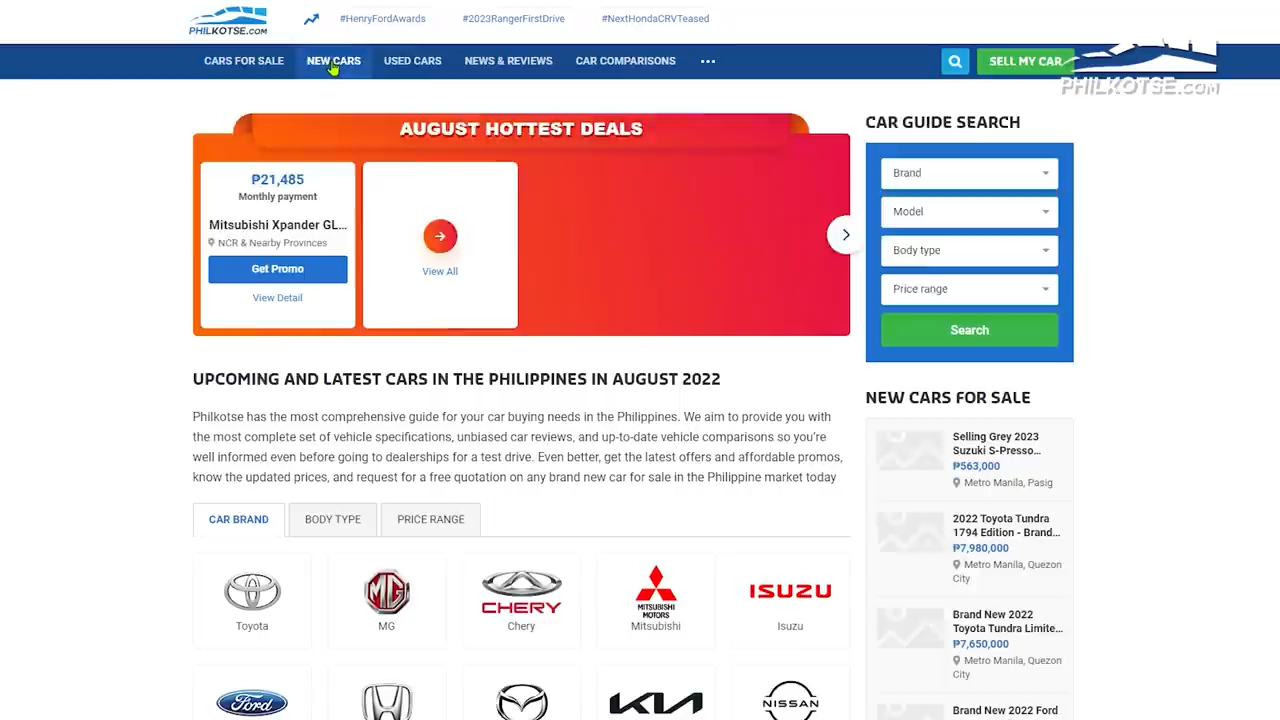 PHILKOTSE.COM
#HenryFordAwards
#2023RangerFirstDrive
#NextHondaCRVTeased
CARS FOR SALE
NEW CARS
USED CARS
NEWS & REVIEWS
CAR COMPARISONS
SELL MY CAR
PHILKOTSE.COM
AUGUST HOTTEST DEALS
₱21,485
Monthly payment
Mitsubishi Xpander GL...
NCR & Nearby Provinces
Get Promo
View Detail
View All
CAR GUIDE SEARCH
Brand
Model
Body type
Price range
Search
UPCOMING AND LATEST CARS IN THE PHILIPPINES IN AUGUST 2022
Philkotse has the most comprehensive guide for your car buying needs in the Philippines. We aim to provide you with
the most complete set of vehicle specifications, unbiased car reviews, and up-to-date vehicle comparisons so you're
well informed even before going to dealerships for a test drive. Even better, get the latest offers and affordable promos,
know the updated prices, and request for a free quotation on any brand new car for sale in the Philippine market today
CAR BRAND
BODY TYPE
PRICE RANGE
Toyota
MG
MG
CHERY
Chery
MITSUBISHI
MOTORS
Mitsubishi
ISUZU
Isuzu
Ford
KIA
NISSAN
NEW CARS FOR SALE
Selling Grey 2023
Suzuki S-Presso...
₱563,000
Metro Manila, Pasig
2022 Toyota Tundra
1794 Edition - Brand...
₱7,980,000
Metro Manila, Quezon
City
Brand New 2022
Toyota Tundra Limite...
₱7,650,000
Metro Manila, Quezon
City
Brand New 2022 Ford